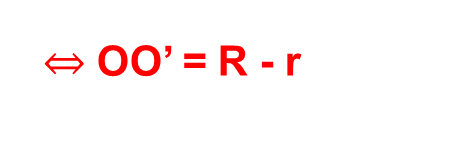 ⇔ OO’ = R - r